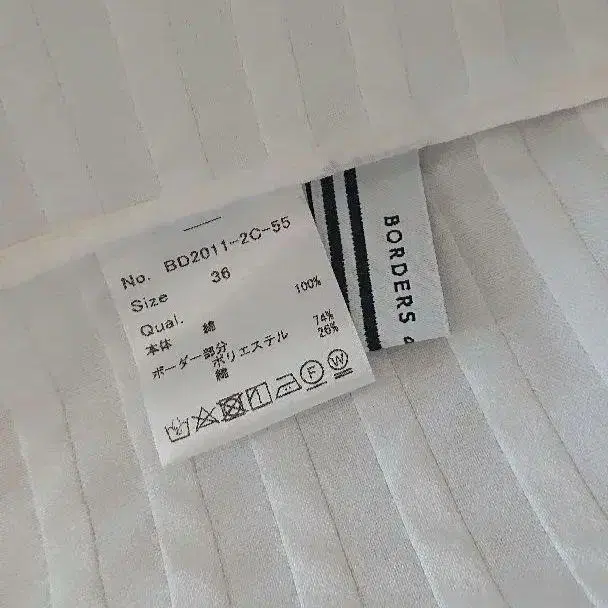 No. BD2011-2C-55
Size 36
Qual.
本体 綿 100%
ボーダー部分
ポリエステル 74%
綿 26%
F W
BORDERS